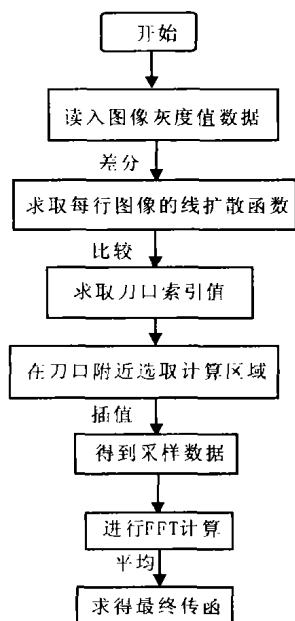 开始
读入图像灰度值数据
差分
求取每行图像的线扩散函数
比较
求取刀口索引值
在刀口附近选取计算区域
插值
得到采样数据
进行FFT计算
平均
求得最终传函